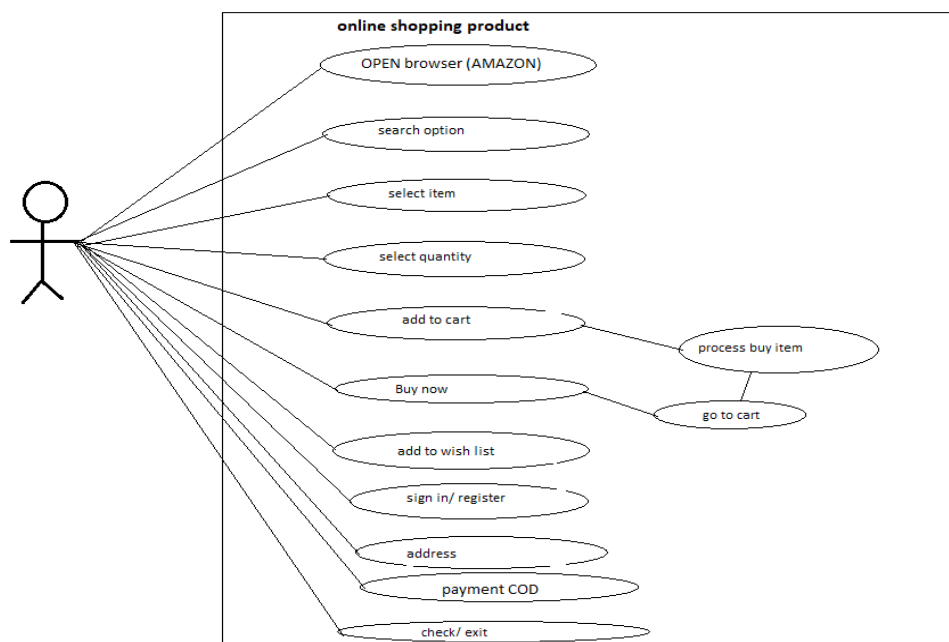 online shopping product
OPEN browser (AMAZON)
search option
select item
select quantity
add to cart
process buy item
Buy now
go to cart
add to wish list
sign in/ register
address
payment COD
check/ exit